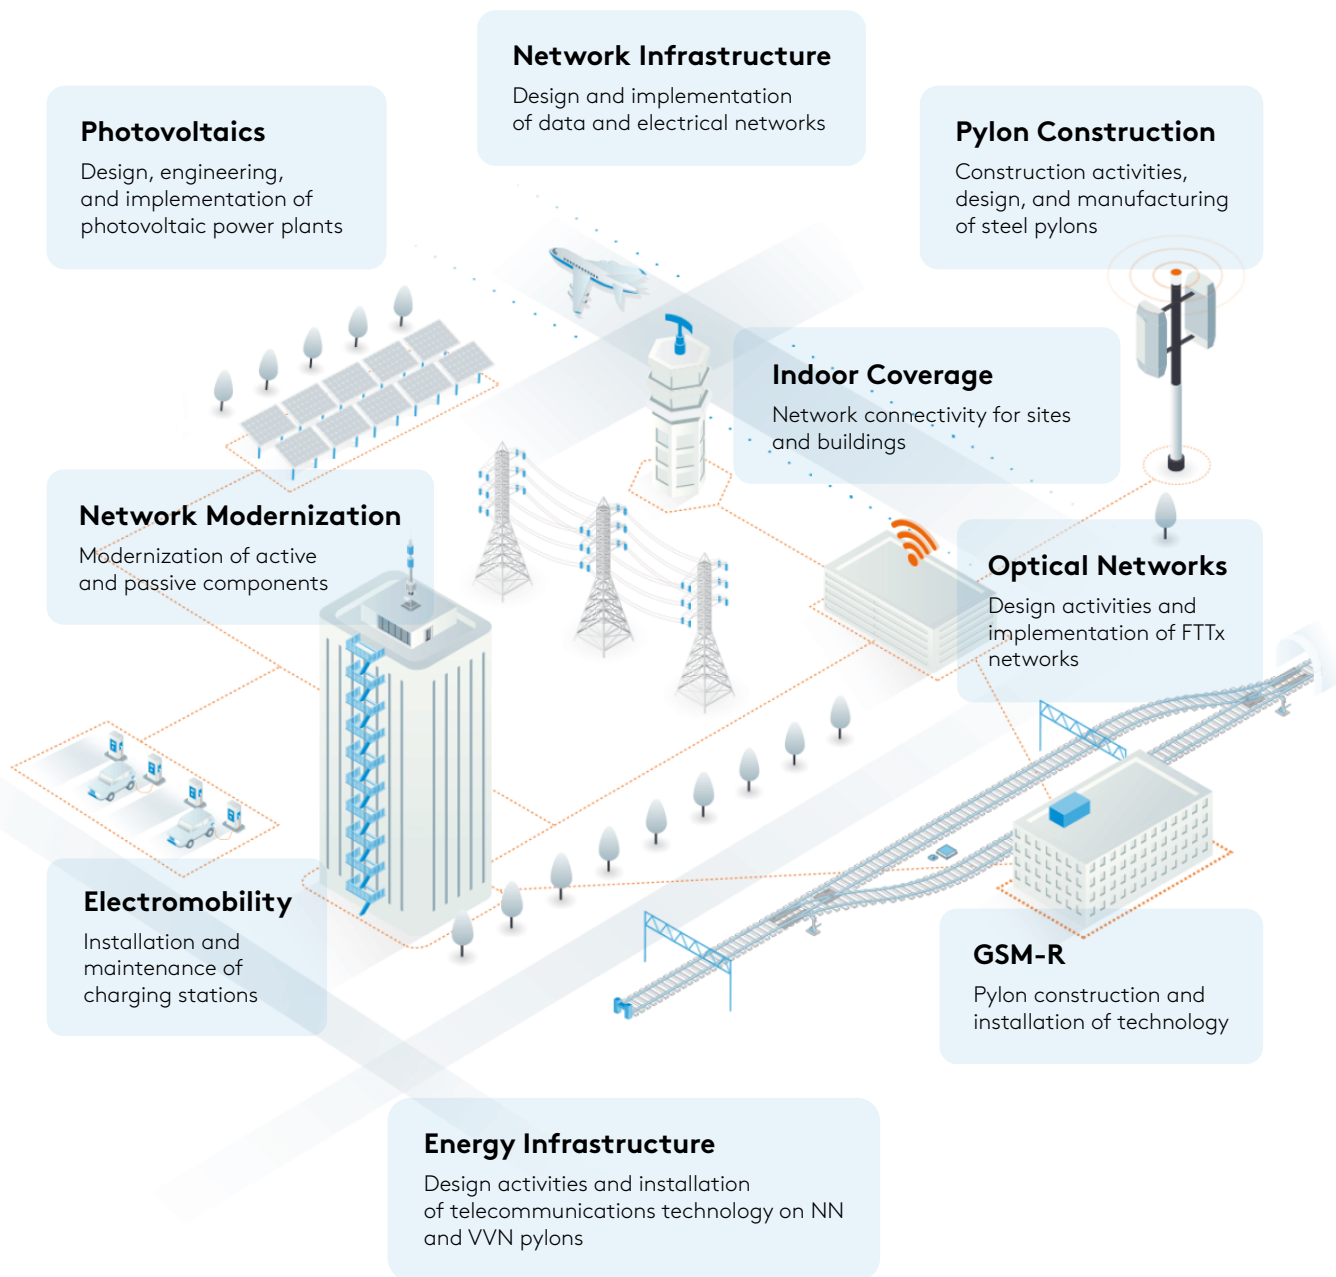 Network Infrastructure
Design and implementation
of data and electrical networks
Photovoltaics
Design, engineering,
and implementation of
photovoltaic power plants
Pylon Construction
Construction activities,
design, and manufacturing
of steel pylons
Indoor Coverage
Network connectivity for sites
and buildings
Network Modernization
Modernization of active
and passive components
Optical Networks
Design activities and
implementation of FTTx
networks
Electromobility
Installation and
maintenance of
charging stations
GSM-R
Pylon construction and
installation of technology
Energy Infrastructure
Design activities and installation
of telecommunications technology on NN
and VVN pylons